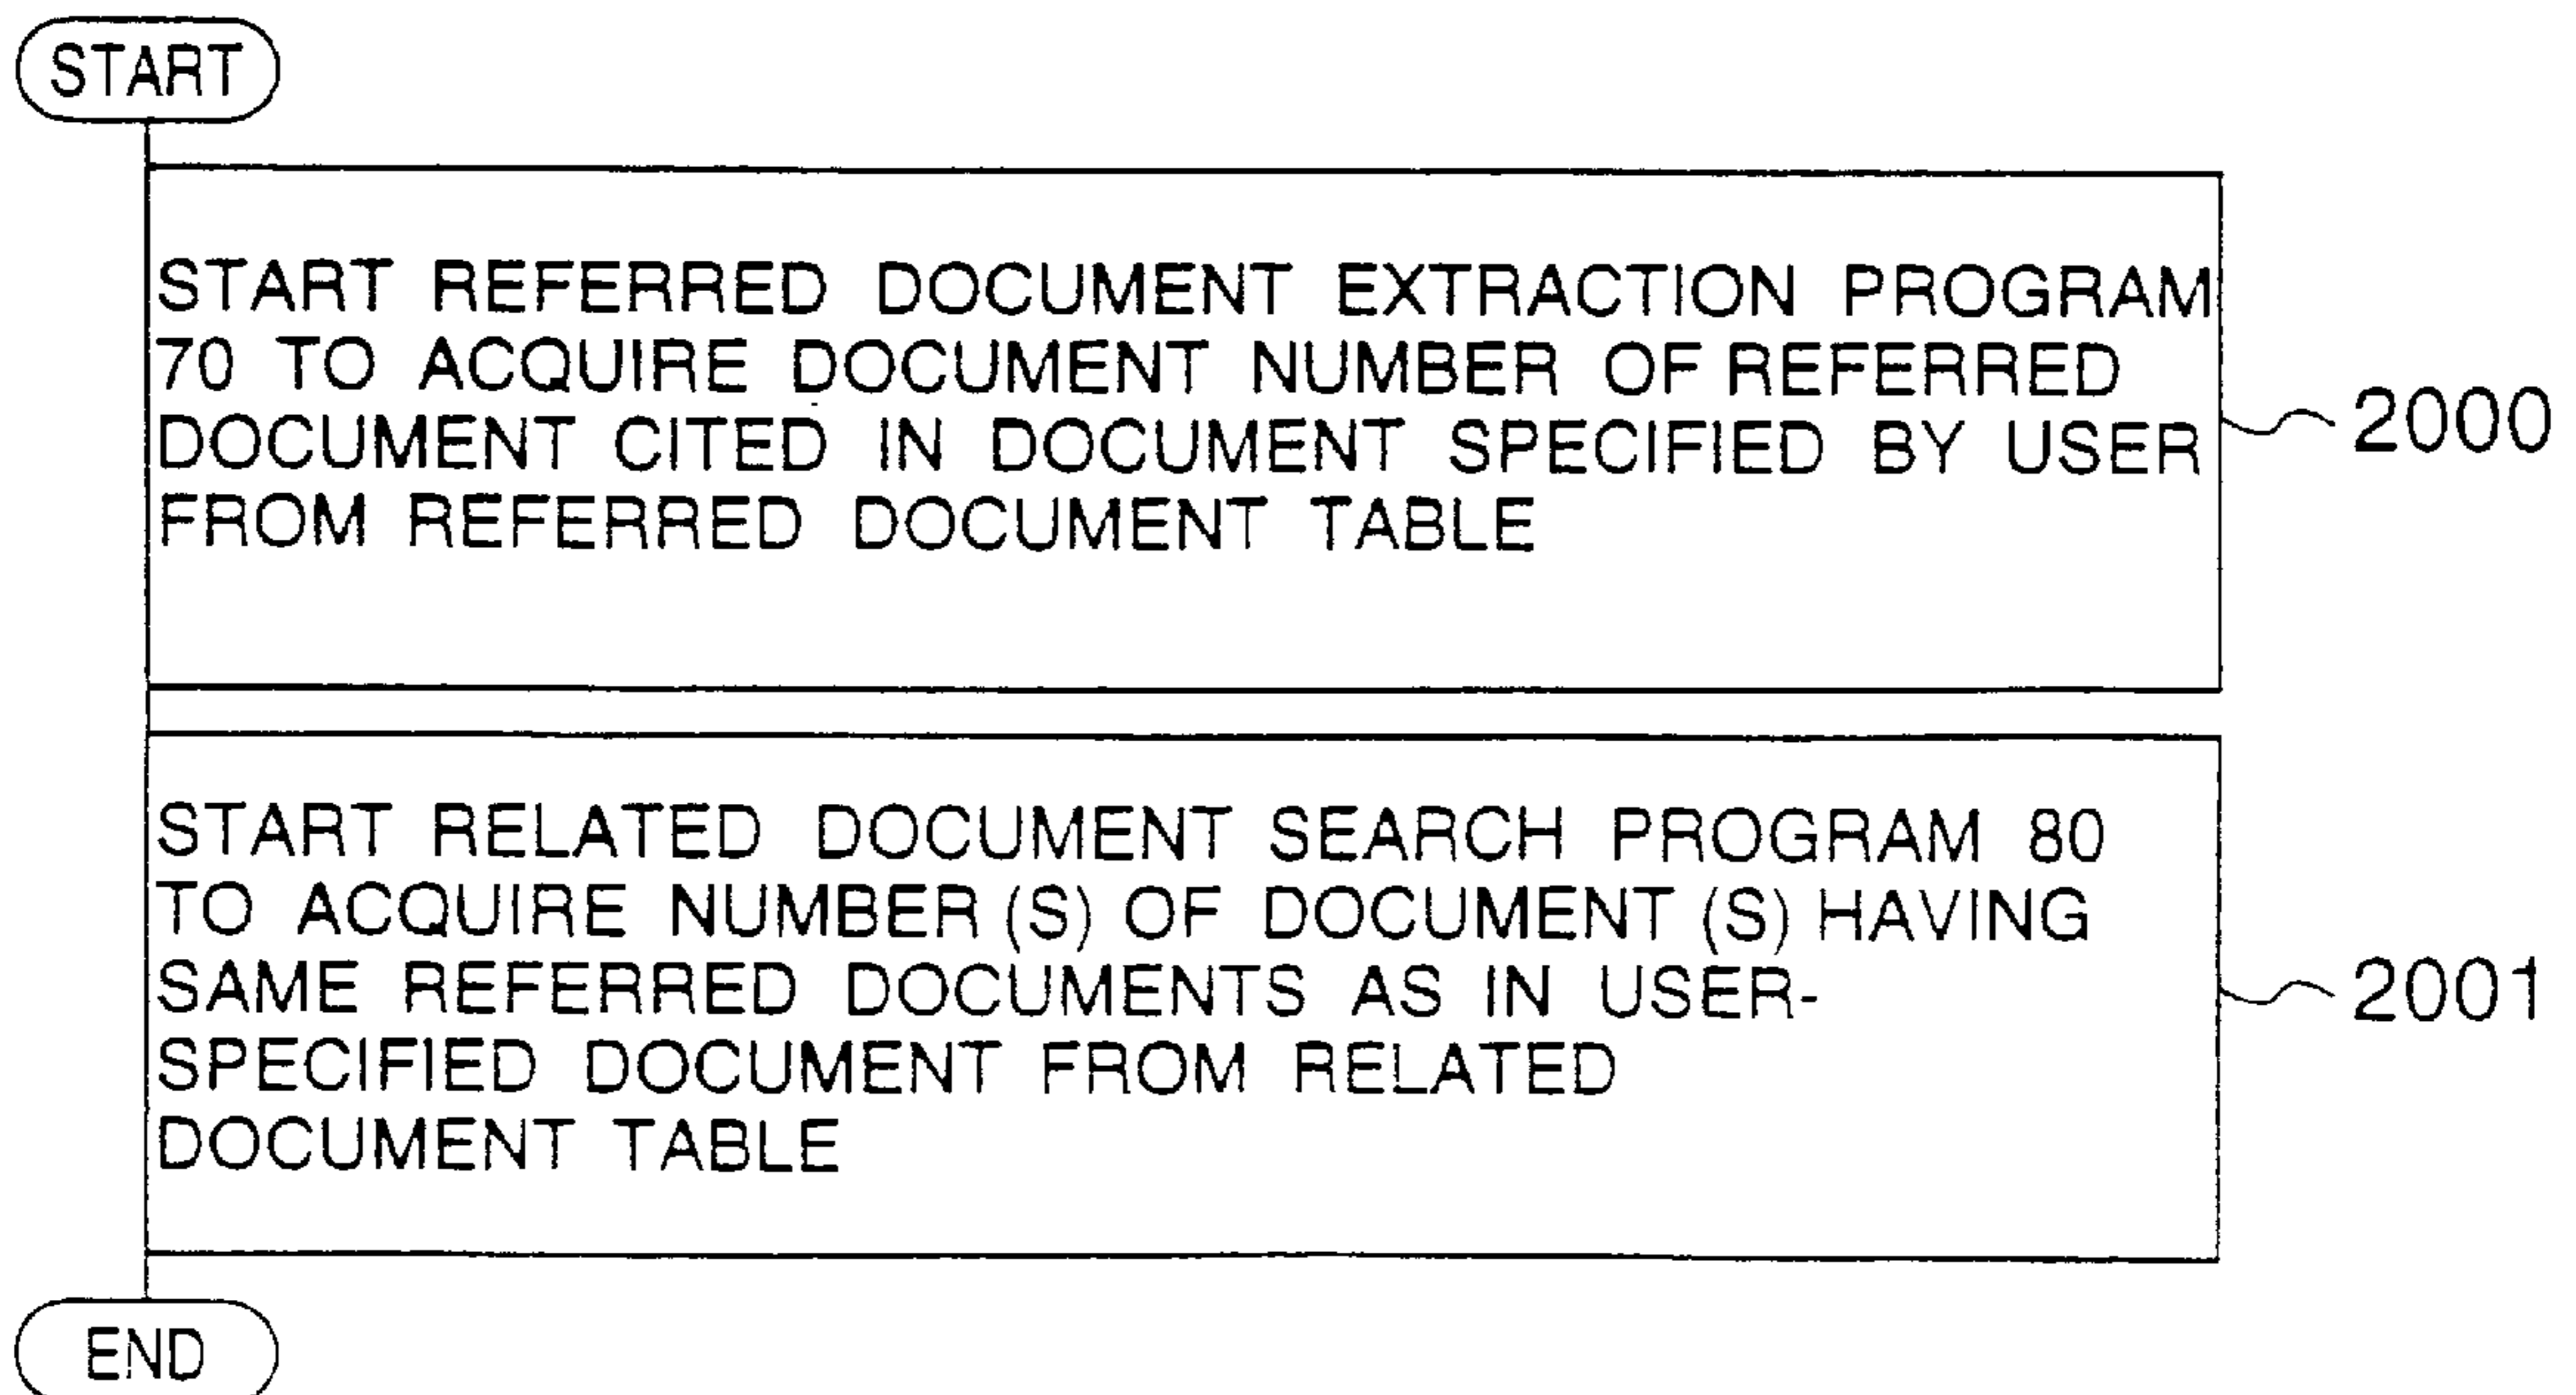 START
START REFERRED DOCUMENT EXTRACTION PROGRAM
70 TO ACQUIRE DOCUMENT NUMBER OF REFERRED
DOCUMENT CITED IN DOCUMENT SPECIFIED BY USER
FROM REFERRED DOCUMENT TABLE
2000
START RELATED DOCUMENT SEARCH PROGRAM 80
TO ACQUIRE NUMBER (S) OF DOCUMENT (S) HAVING
SAME REFERRED DOCUMENTS AS IN USER-
SPECIFIED DOCUMENT FROM RELATED
DOCUMENT TABLE
2001
END